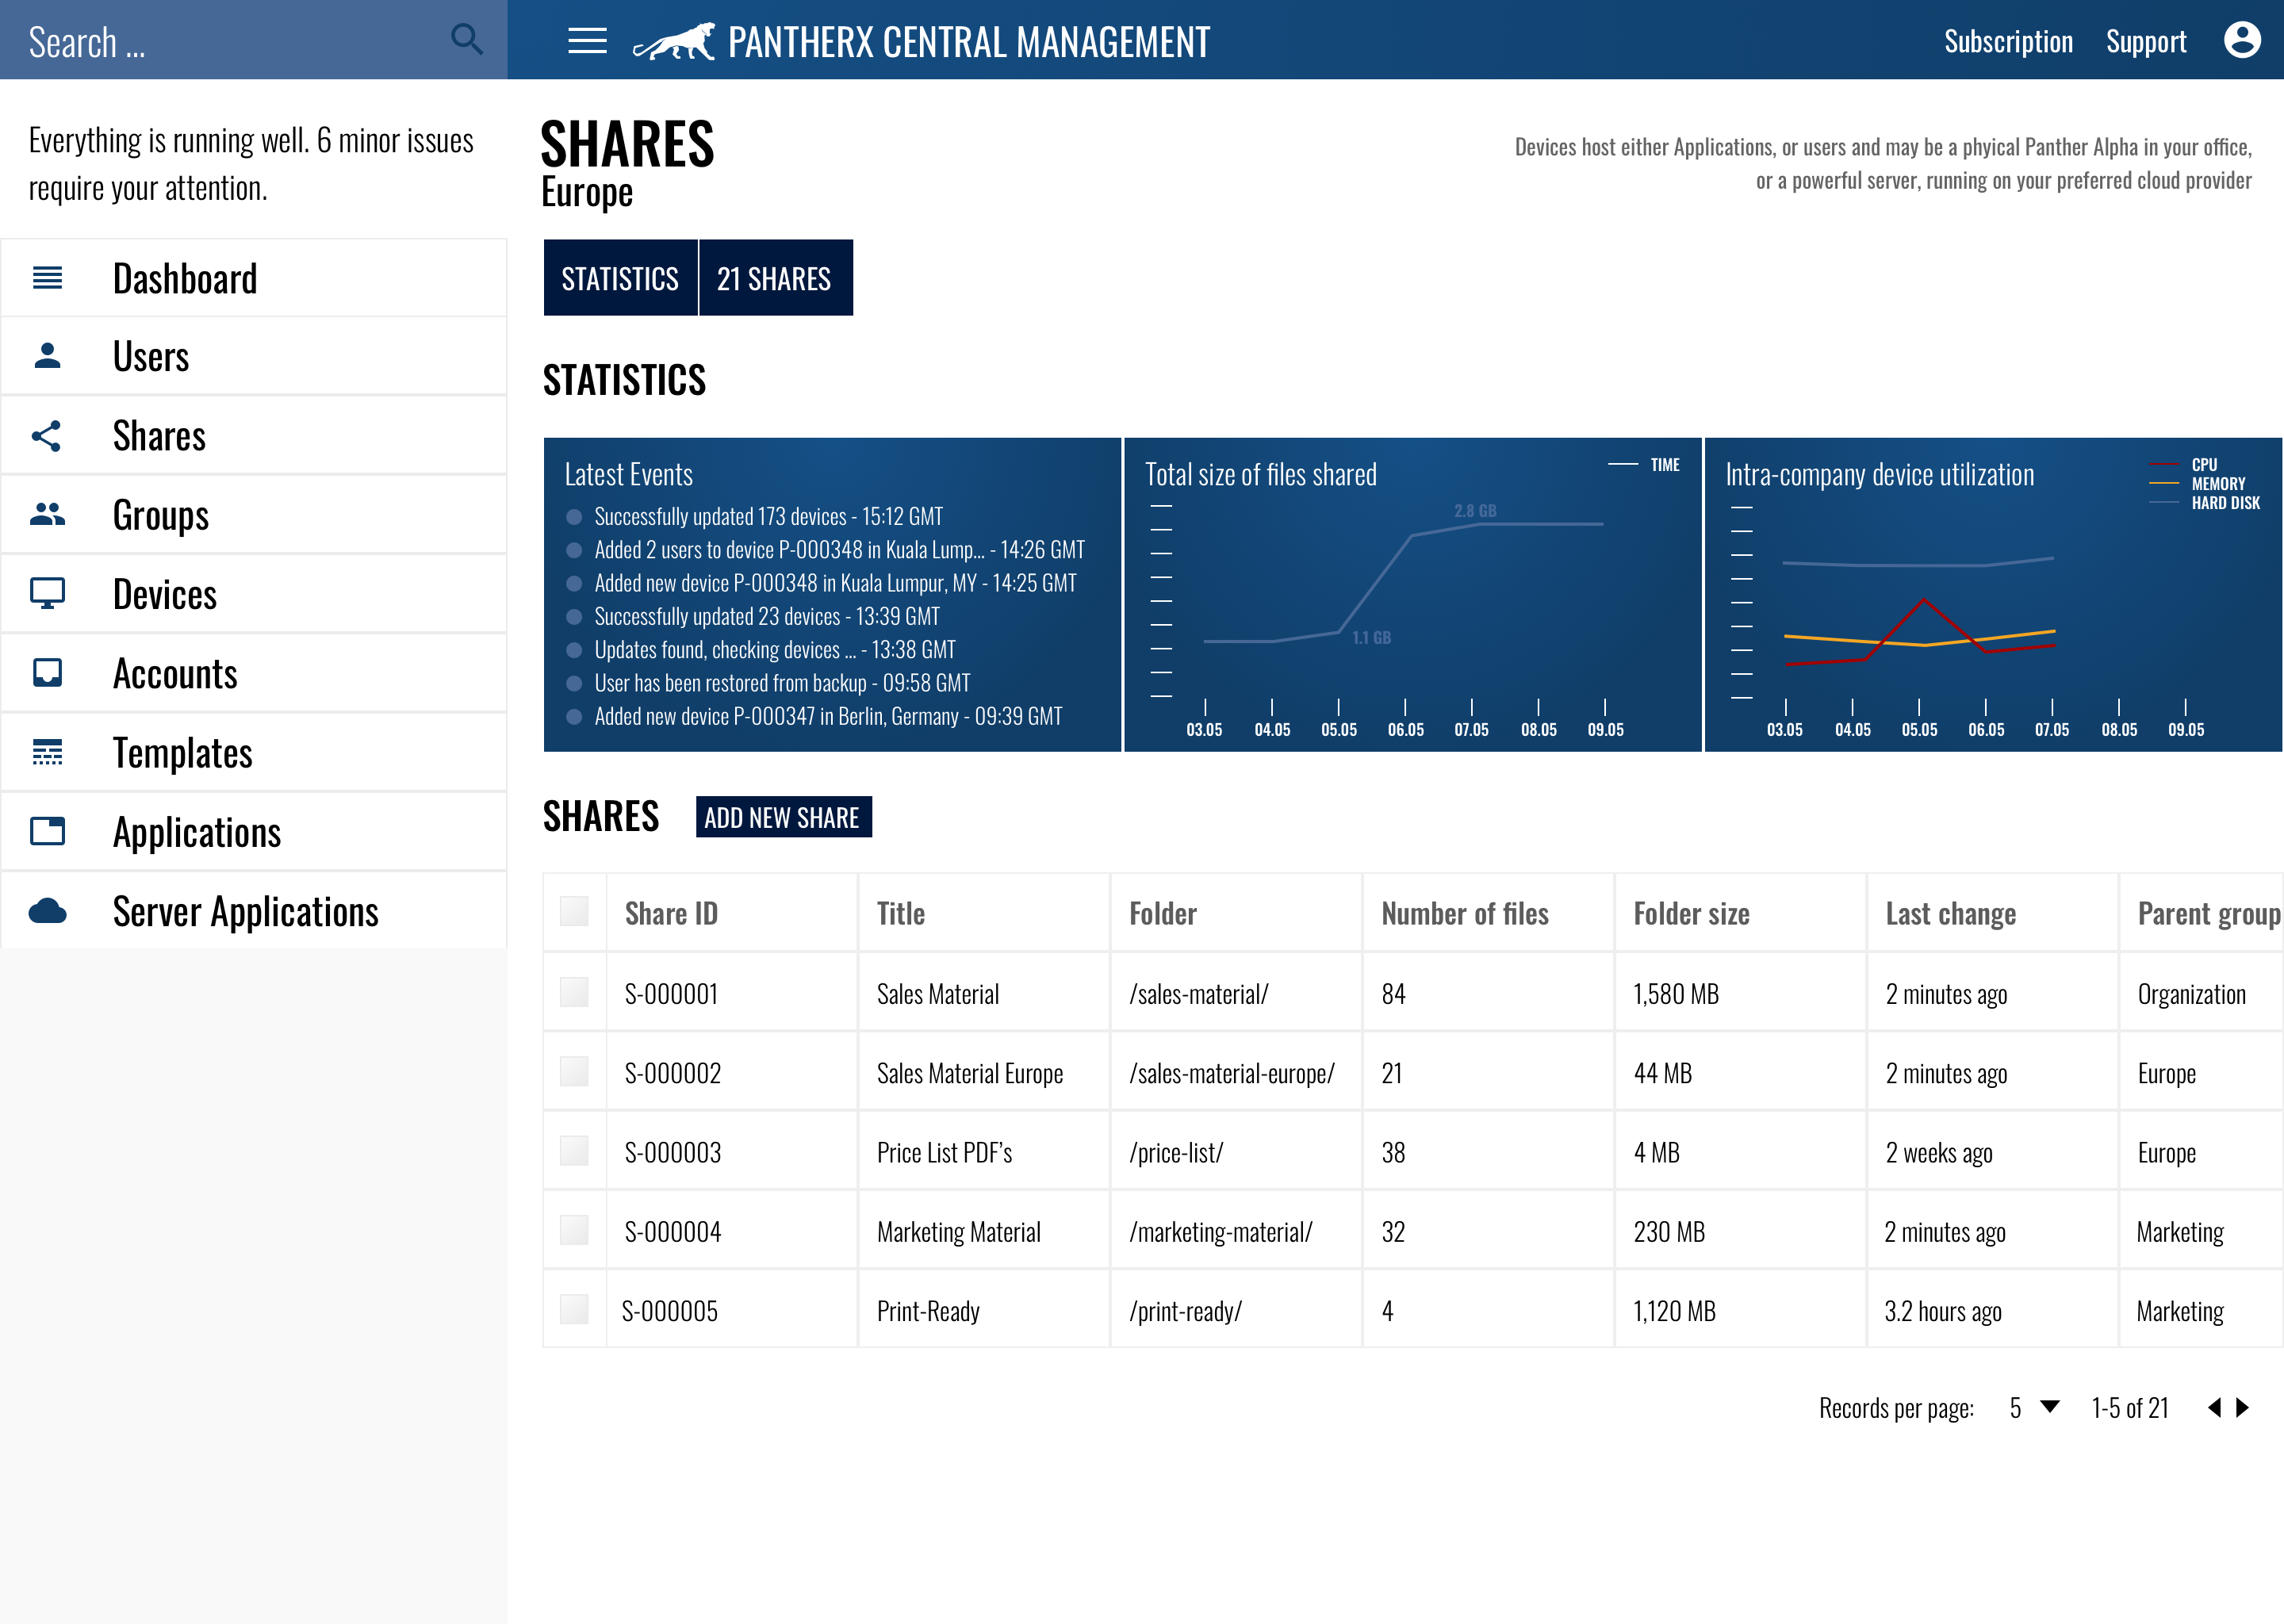 Search ...
PANTHERX CENTRAL MANAGEMENT
Subscription
Support
Everything is running well. 6 minor issues
require your attention.
Dashboard
Users
Shares
Groups
Devices
Accounts
Templates
Applications
Server Applications
SHARES
Europe
Devices host either Applications, or users and may be a phyical Panther Alpha in your office,
or a powerful server, running on your preferred cloud provider
STATISTICS
21 SHARES
STATISTICS
Latest Events
Successfully updated 173 devices - 15:12 GMT
Added 2 users to device P-000348 in Kuala Lump... - 14:26 GMT
Added new device P-000348 in Kuala Lumpur, MY - 14:25 GMT
Successfully updated 23 devices - 13:39 GMT
Updates found, checking devices ... - 13:38 GMT
User has been restored from backup - 09:58 GMT
Added new device P-000347 in Berlin, Germany - 09:39 GMT
Total size of files shared
TIME
2.8 GB
1.1 GB
03.05 04.05 05.05 06.05 07.05 08.05 09.05
Intra-company device utilization
CPU
MEMORY
HARD DISK
03.05 04.05 05.05 06.05 07.05 08.05 09.05
SHARES
ADD NEW SHARE
Share ID Title Folder Number of files Folder size Last change Parent group
S-000001 Sales Material /sales-material/ 84 1,580 MB 2 minutes ago Organization
S-000002 Sales Material Europe /sales-material-europe/ 21 44 MB 2 minutes ago Europe
S-000003 Price List PDF’s /price-list/ 38 4 MB 2 weeks ago Europe
S-000004 Marketing Material /marketing-material/ 32 230 MB 2 minutes ago Marketing
S-000005 Print-Ready /print-ready/ 4 1,120 MB 3.2 hours ago Marketing
Records per page: 5 1-5 of 21